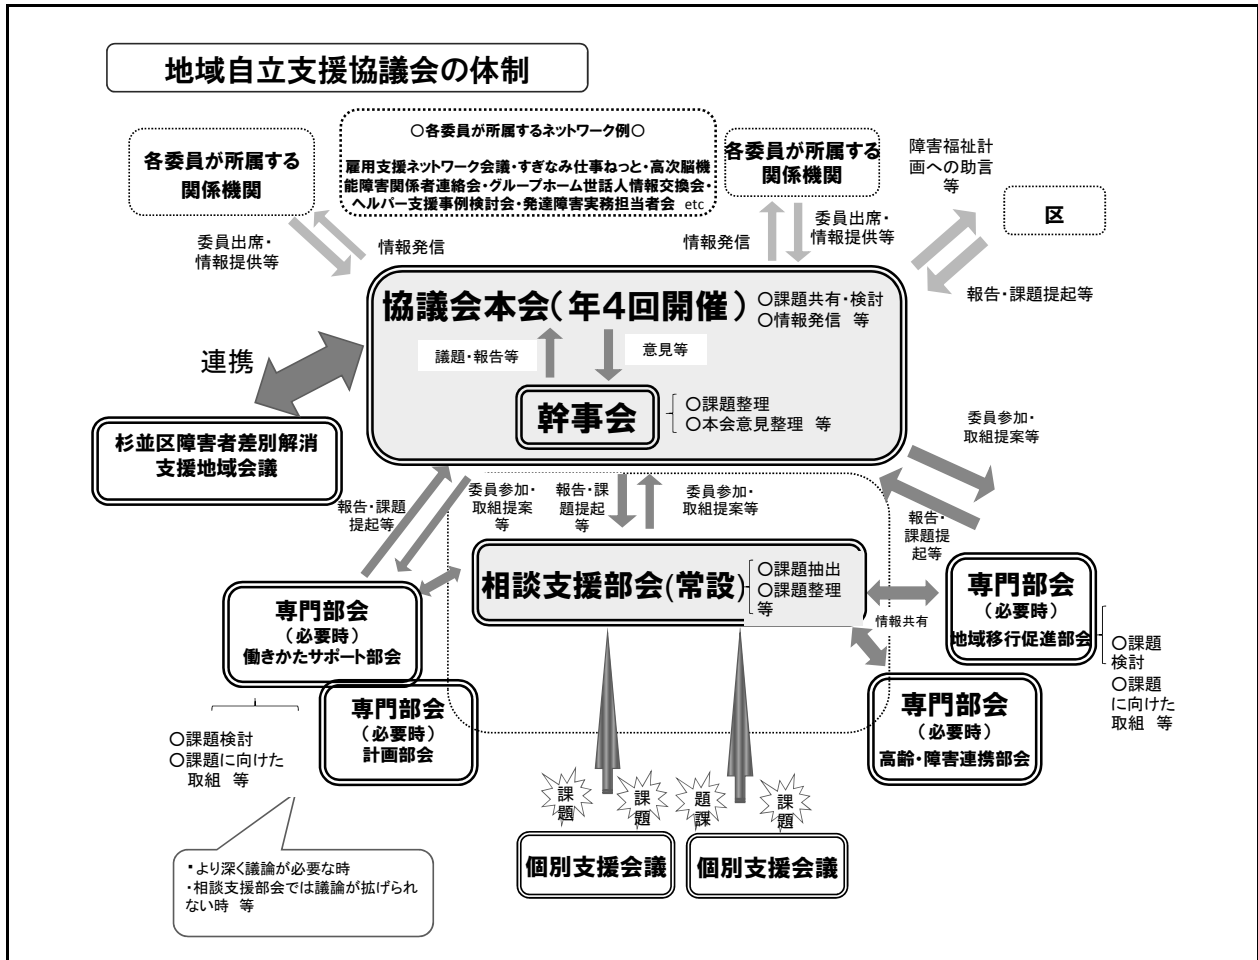 地域自立支援協議会の体制
各委員が所属する
関係機関
○各委員が所属するネットワーク例○
雇用支援ネットワーク会議・すぎなみ仕事ねっと・高次脳機
能障害関係者連絡会・グループホーム世話人情報交換会・
ヘルパー支援事例検討会・発達障害実務担当者会 etc
各委員が所属する
関係機関
障害福祉計
画への助言
等
区
委員出席・
情報提供等
情報発信
情報発信
委員出席・
情報提供等
報告・課題提起等
協議会本会(年4回開催)
○課題共有・検討
○情報発信 等
議題・報告等
意見等
幹事会
○課題整理
○本会意見整理 等
連携
杉並区障害者差別解消
支援地域会議
委員参加・
取組提案等
報告・課題
提起等
委員参加・
取組提案
等
報告・課
題提起
等
委員参加・
取組提案等
報告・
課題提
起等
相談支援部会(常設)
○課題抽出
○課題整理
等
情報共有
専門部会
(必要時)
働きかたサポート部会
専門部会
(必要時)
計画部会
専門部会
(必要時)
地域移行促進部会
○課題
検討
○課題
に向けた
取組 等
専門部会
(必要時)
高齢・障害連携部会
○課題検討
○課題に向けた
取組 等
課
題
課
題
題
課
課
題
個別支援会議
個別支援会議
・より深く議論が必要な時
・相談支援部会では議論が拡げられ
ない時 等